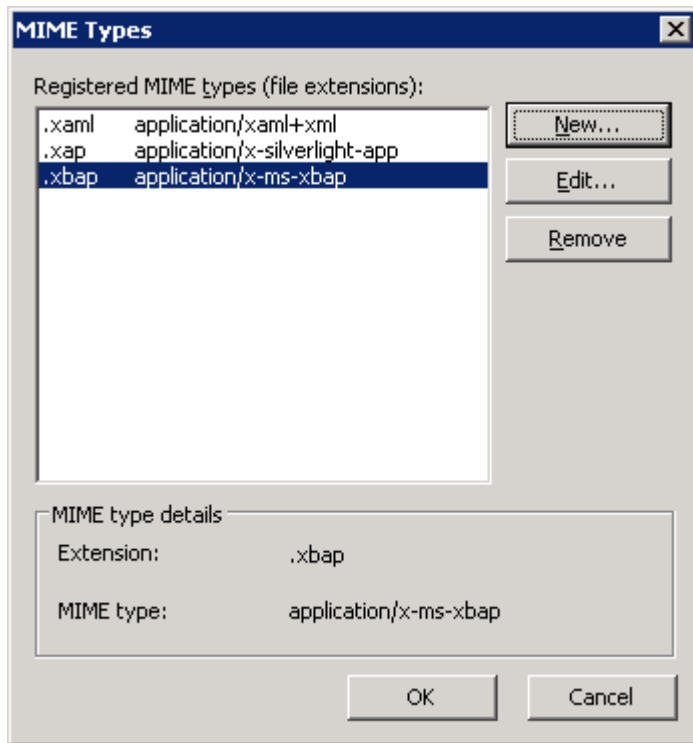 MIME Types
Registered MIME types (file extensions):
.xaml application/xaml+xml
.xap application/x-silverlight-app
.xbap application/x-ms-xbap
New...
Edit...
Remove
MIME type details
Extension: .xbap
MIME type: application/x-ms-xbap
OK Cancel